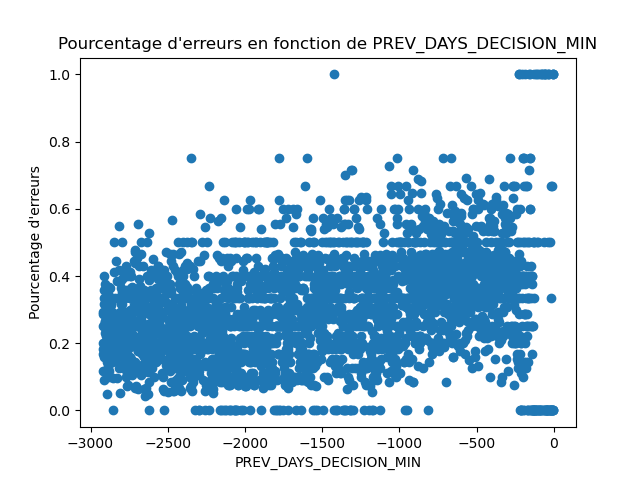 Pourcentage d'erreurs en fonction de PREV_DAYS_DECISION_MIN
1.0
0.8
0.6
0.4
0.2
0.0
Pourcentage d'erreurs
−3000 −2500 −2000 −1500 −1000 −500 0
PREV_DAYS_DECISION_MIN